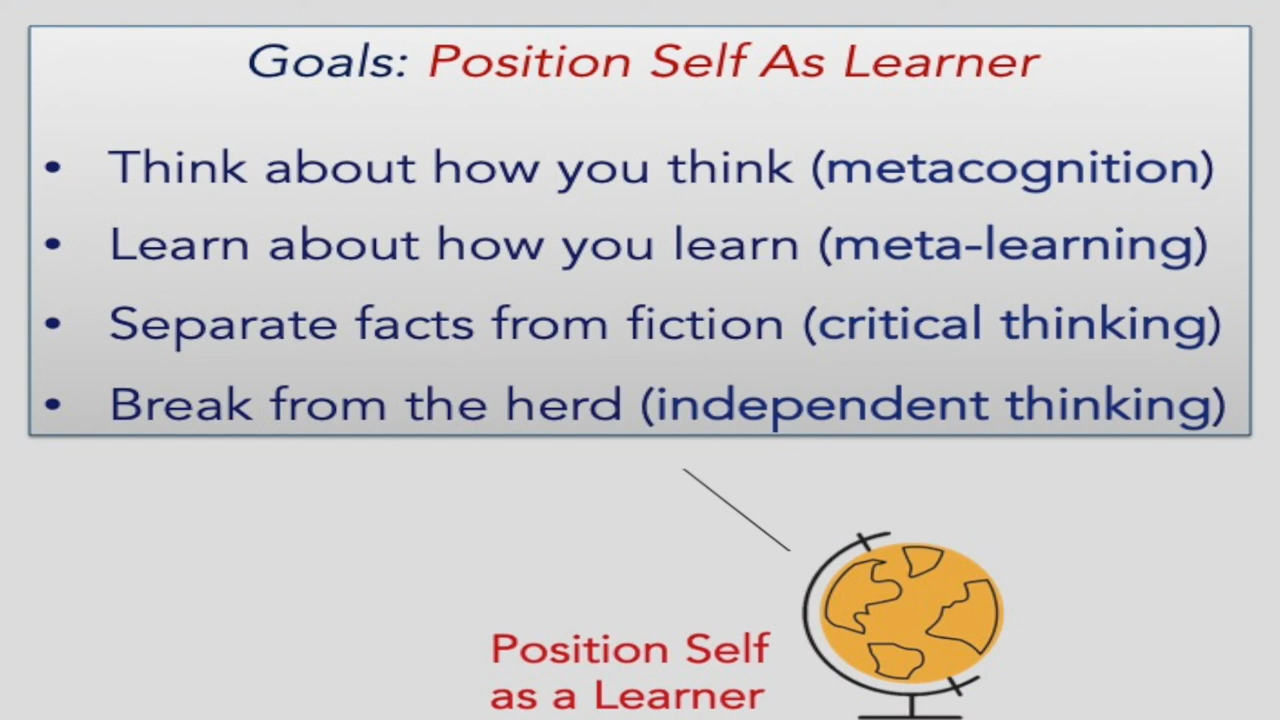 Goals: Position Self As Learner
• Think about how you think (metacognition)
• Learn about how you learn (meta-learning)
• Separate facts from fiction (critical thinking)
• Break from the herd (independent thinking)
Position Self
as a Learner